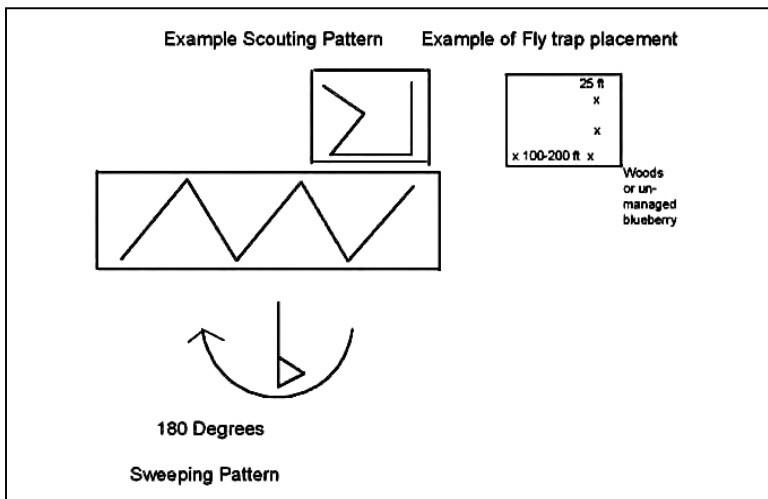 Example Scouting Pattern
Example of Fly trap placement
25 ft
x
x
x 100-200 ft x
Woods
or un-
managed
blueberry
180 Degrees
Sweeping Pattern